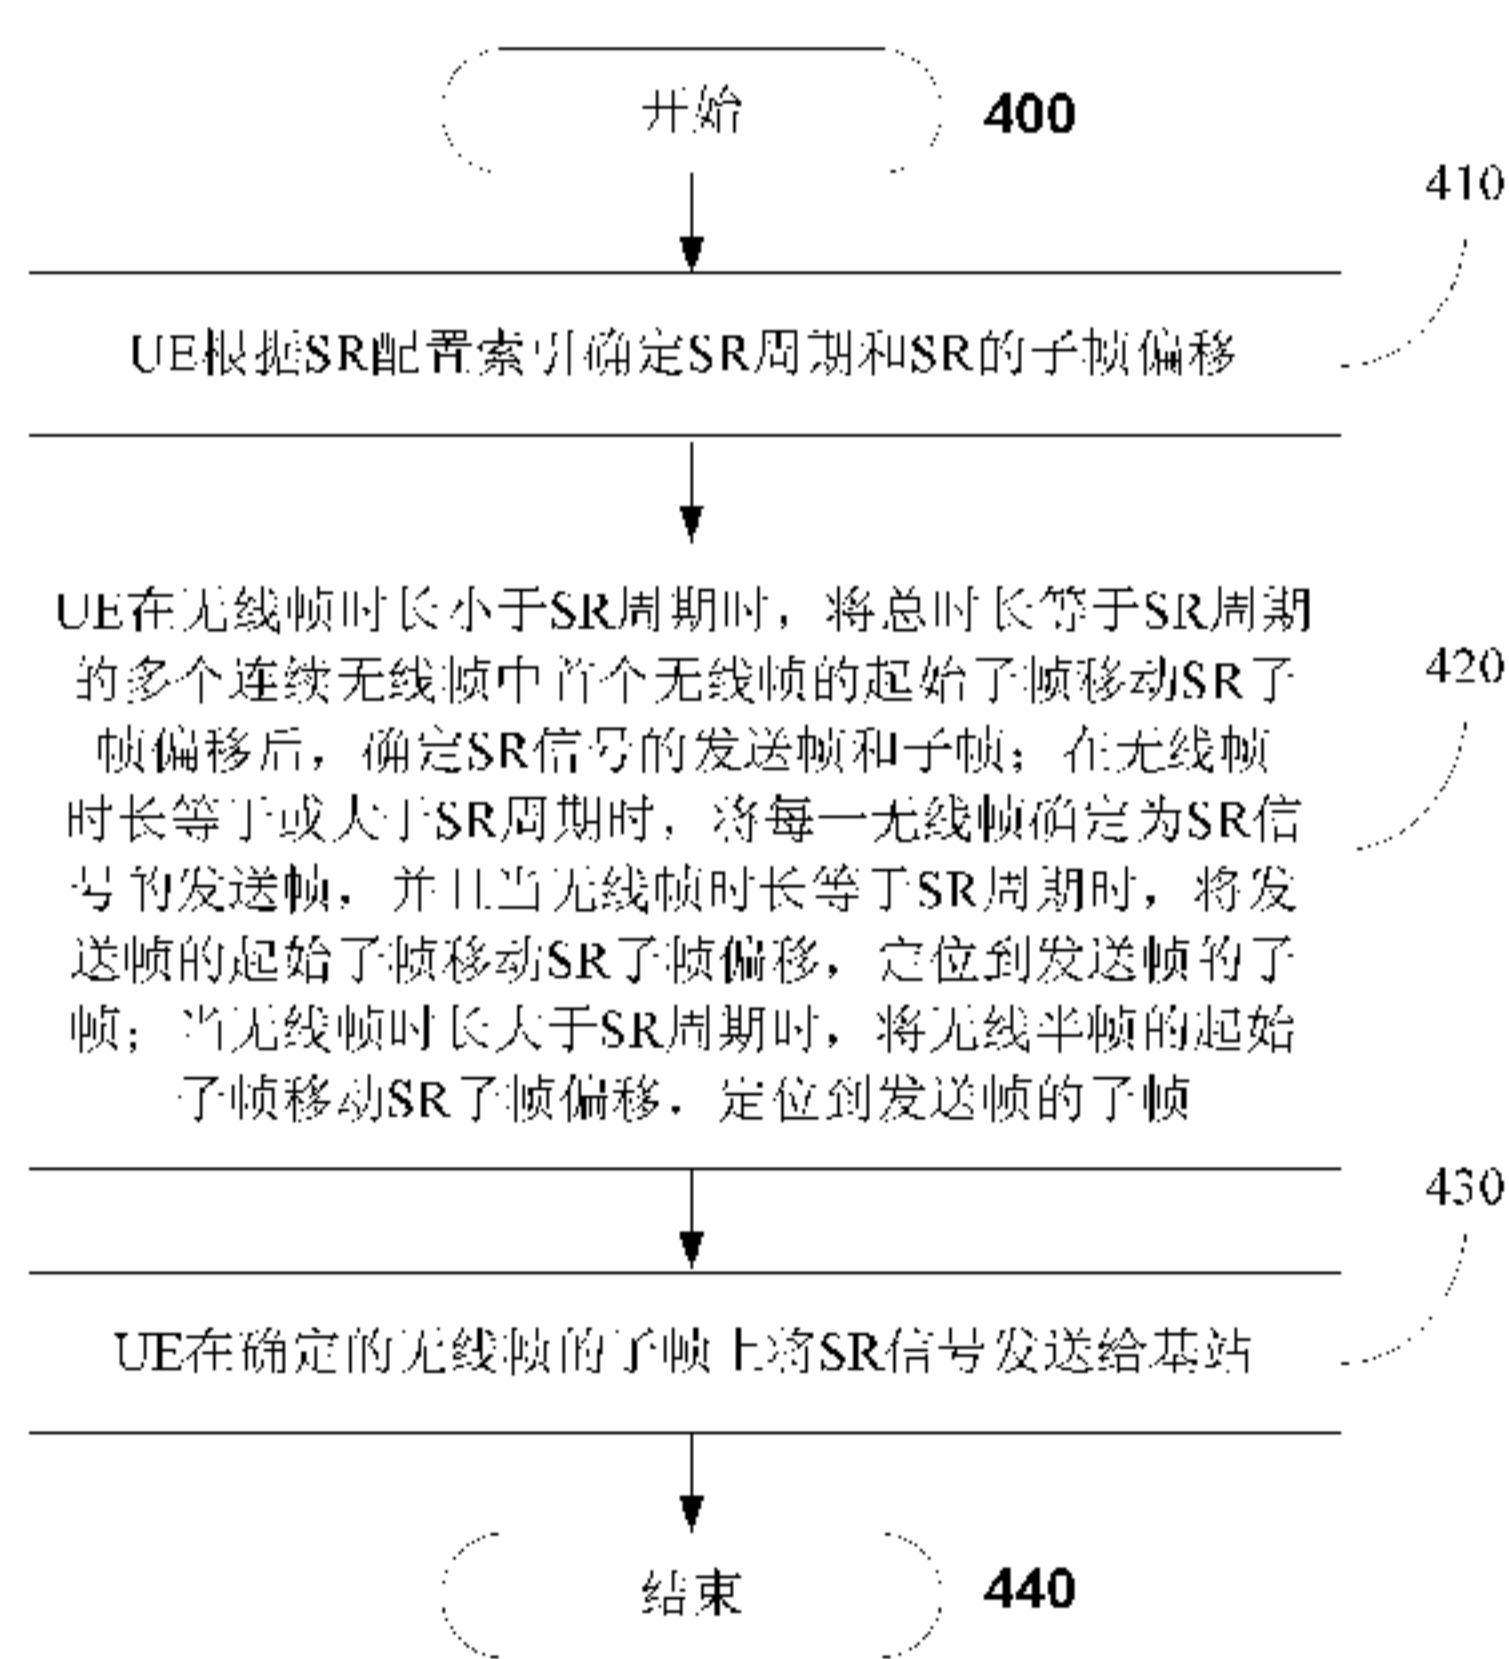 开始
400
410
UE根据SR配置索引确定SR周期和SR的子帧偏移
UE在无线帧时长小于SR周期时，将总时长等于SR周期
的多个连续无线帧中首个无线帧的起始子帧移动SR子
帧偏移后，确定SR信号的发送帧和子帧；在无线帧
时长等于或大于SR周期时，将每一无线帧确定为SR信
号的发送帧，并且当无线帧时长等于SR周期时，将发
送帧的起始子帧移动SR子帧偏移，定位到发送帧的子
帧；当无线帧时长大于SR周期时，将无线半帧的起始
子帧移动SR子帧偏移，定位到发送帧的子帧
420
430
UE在确定的无线帧的子帧上将SR信号发送给基站
结束
440